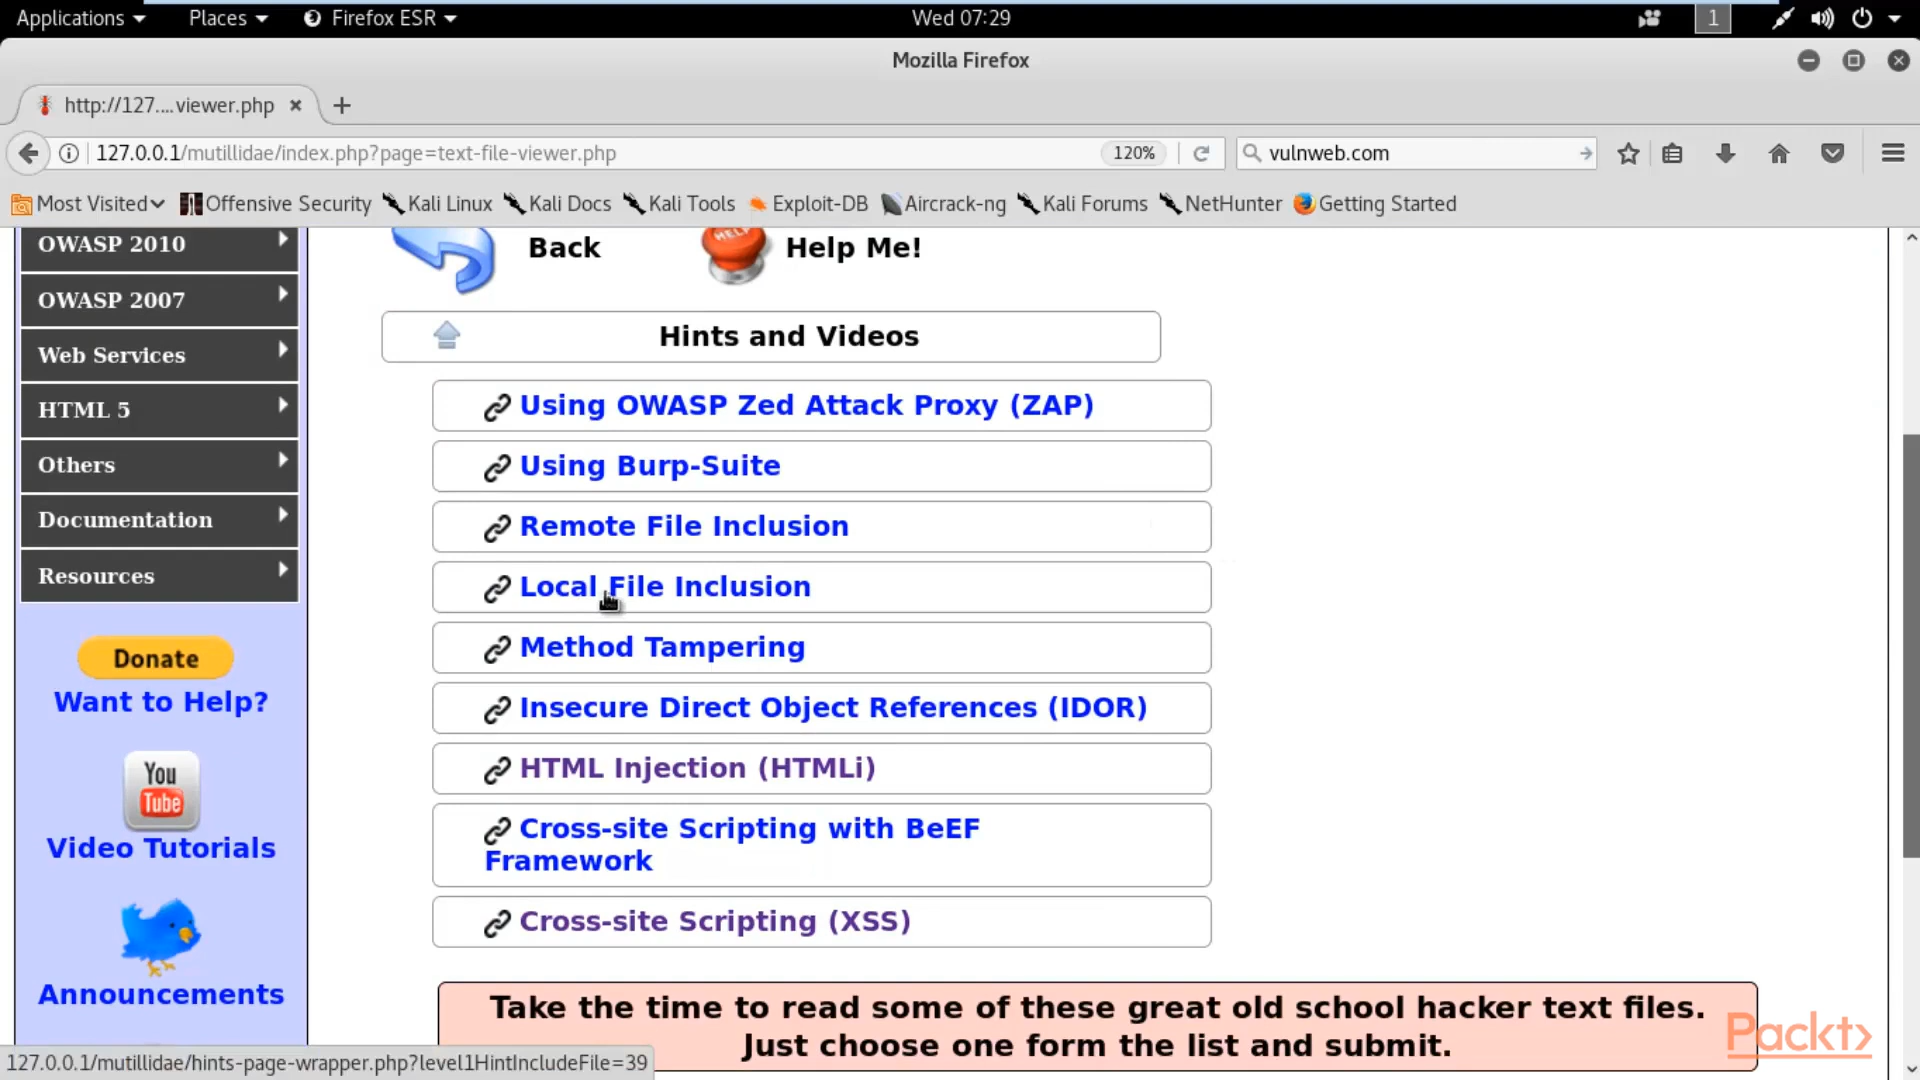 Applications Places Firefox ESR Wed 07:29 1
Mozilla Firefox
http://127....viewer.php
127.0.0.1/mutillidae/index.php?page=text-file-viewer.php 120% vulnweb.com
Most Visited Offensive Security Kali Linux Kali Docs Kali Tools Exploit-DB Aircrack-ng Kali Forums NetHunter Getting Started
OWASP 2010
OWASP 2007
Web Services
HTML 5
Others
Documentation
Resources
Donate
Want to Help?
You
Tube
Video Tutorials
Announcements
Back HELP Help Me!
Hints and Videos
Using OWASP Zed Attack Proxy (ZAP)
Using Burp-Suite
Remote File Inclusion
Local File Inclusion
Method Tampering
Insecure Direct Object References (IDOR)
HTML Injection (HTMLi)
Cross-site Scripting with BeEF
Framework
Cross-site Scripting (XSS)
Take the time to read some of these great old school hacker text files.
Just choose one form the list and submit.
Packt>
127.0.0.1/mutillidae/hints-page-wrapper.php?level1HintIncludeFile=39